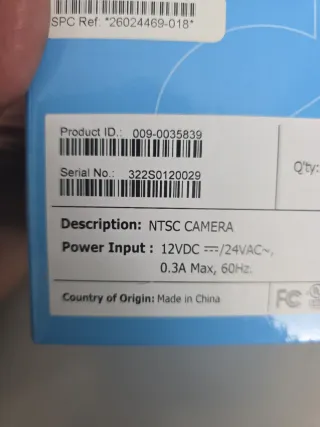 SPC Ref: *26024469-018*
Product ID.: 009-0035839
Serial No.: 322S0120029
Q'ty:
Description: NTSC CAMERA
Power Input : 12VDC ⎓/24VAC~,
0.3A Max, 60Hz.
Country of Origin: Made in China
FC
UL